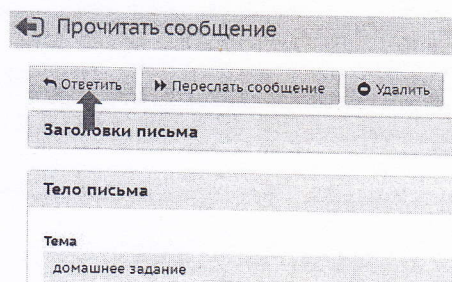 Прочитать сообщение
Ответить Переслать сообщение Удалить
Заголовки письма
Тело письма
Тема
домашнее задание